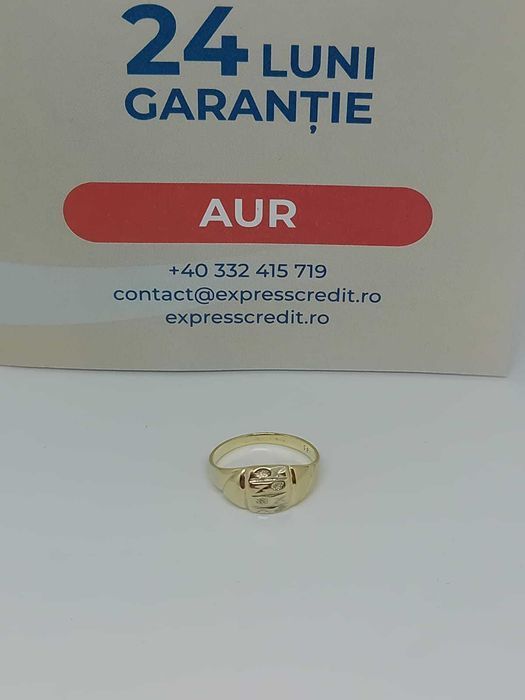 24 LUNI
GARANȚIE
AUR
+40 332 415 719
contact@expresscredit.ro
expresscredit.ro